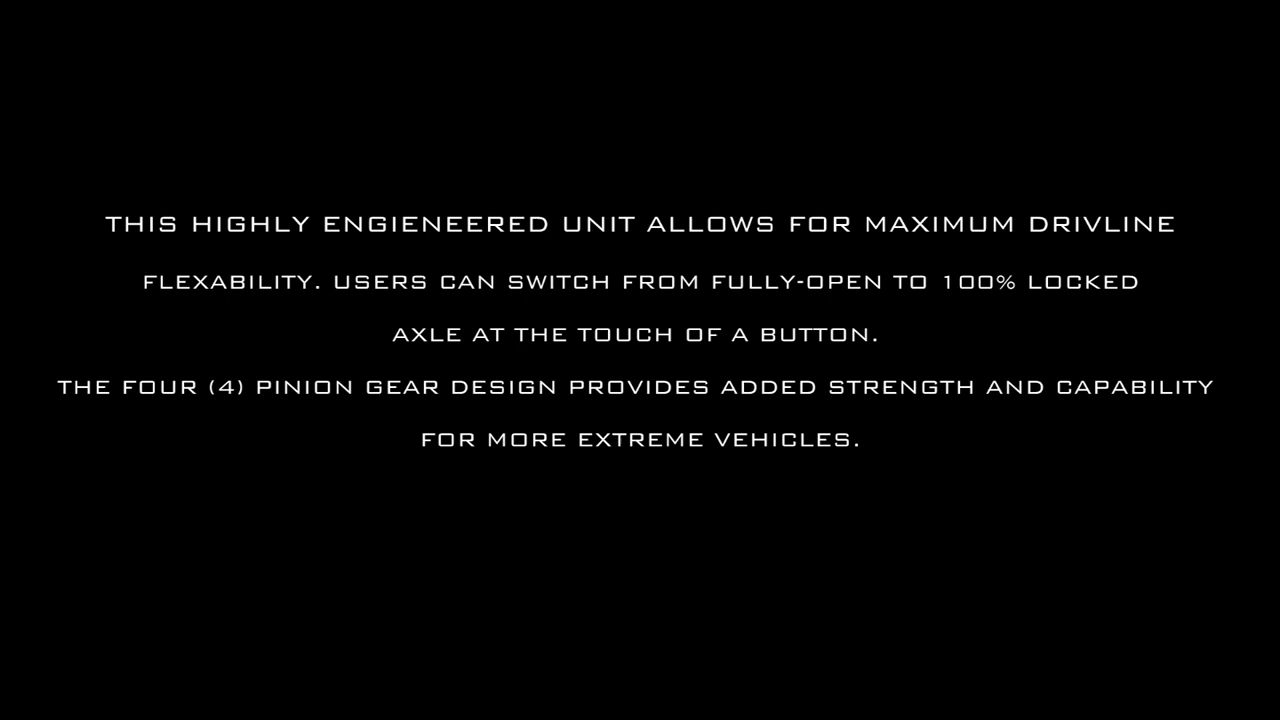 THIS HIGHLY ENGIENEERED UNIT ALLOWS FOR MAXIMUM DRIVLINE
FLEXABILITY. USERS CAN SWITCH FROM FULLY-OPEN TO 100% LOCKED
AXLE AT THE TOUCH OF A BUTTON.
THE FOUR (4) PINION GEAR DESIGN PROVIDES ADDED STRENGTH AND CAPABILITY
FOR MORE EXTREME VEHICLES.